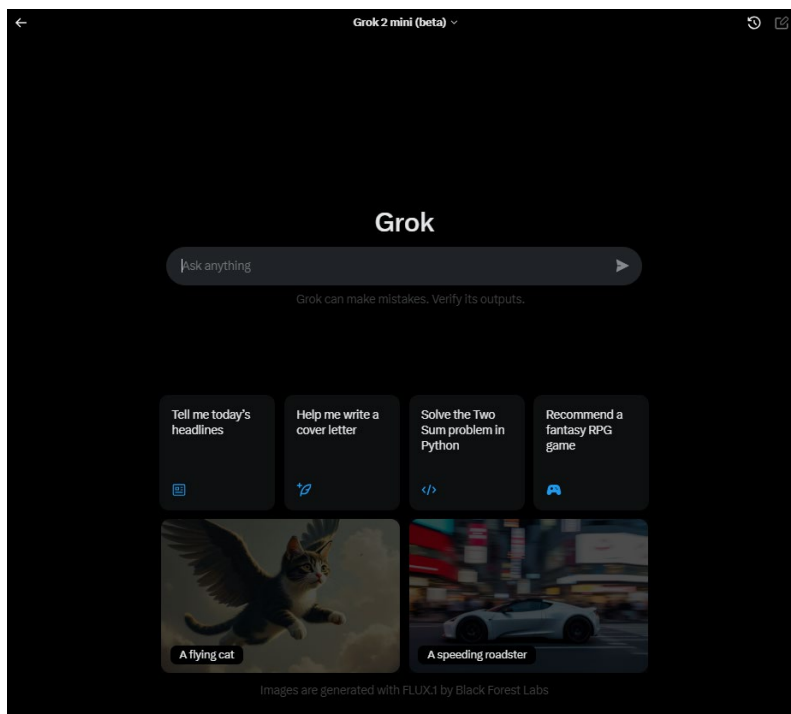 Grok 2 mini (beta)
Grok
Ask anything
Grok can make mistakes. Verify its outputs.
Tell me today's
headlines
Help me write a
cover letter
Solve the Two
Sum problem in
Python
Recommend a
fantasy RPG
game
</>
A flying cat
A speeding roadster
Images are generated with FLUX.1 by Black Forest Labs